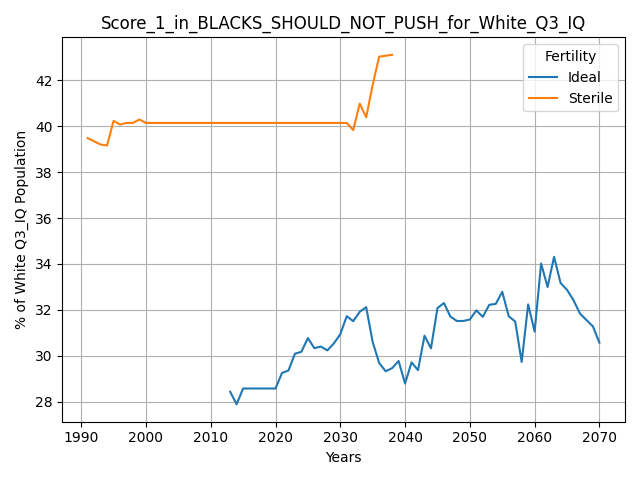 Score_1_in_BLACKS_SHOULD_NOT_PUSH_for_White_Q3_IQ
Fertility
Ideal
Sterile
% of White Q3_IQ Population
42
40
38
36
34
32
30
28
1990 2000 2010 2020 2030 2040 2050 2060 2070
Years